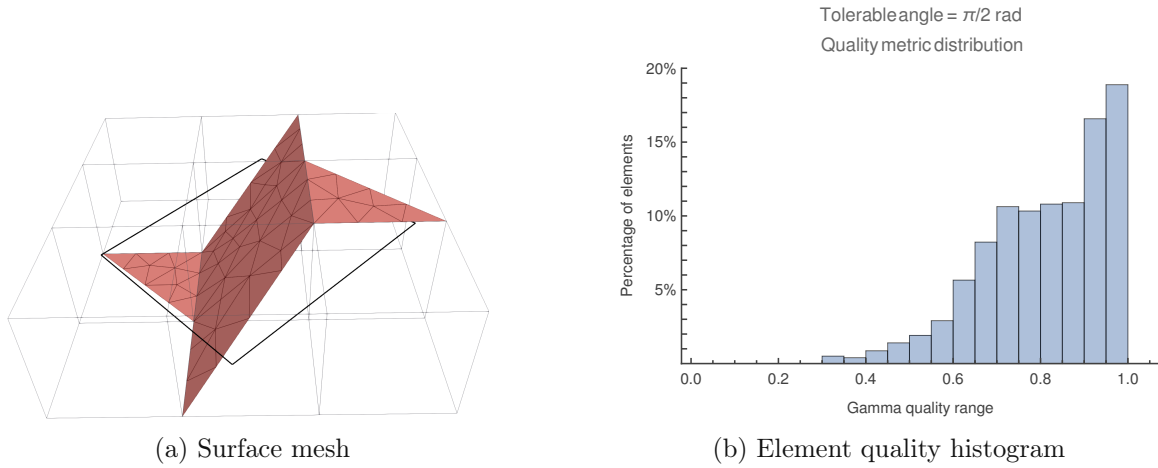 Tolerable angle = π/2 rad
Quality metric distribution
20%
15%
10%
5%
Percentage of elements
0.0 0.2 0.4 0.6 0.8 1.0
Gamma quality range
(a) Surface mesh
(b) Element quality histogram